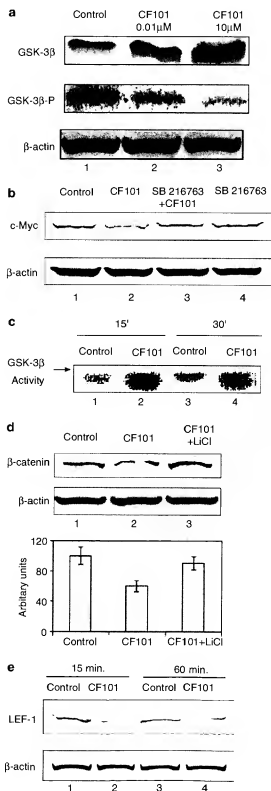 a
Control CF101 CF101
0.01µM 10µM
GSK-3β
GSK-3β-P
β-actin
1 2 3
b
Control CF101 SB 216763 SB 216763
+CF101
c-Myc
β-actin
1 2 3 4
c
15' 30'
Control CF101 Control CF101
GSK-3β
Activity
1 2 3 4
d
Control CF101 CF101
+LiCl
β-catenin
β-actin
1 2 3
120
80
40
0
Arbitary units
Control CF101 CF101+LiCl
e
15 min. 60 min.
Control CF101 Control CF101
LEF-1
β-actin
1 2 3 4